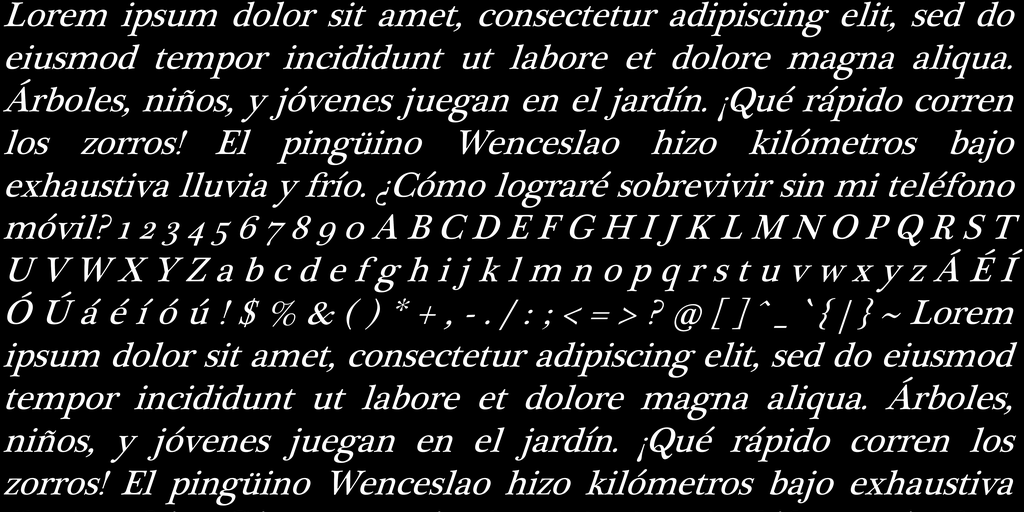 Lorem ipsum dolor sit amet, consectetur adipiscing elit, sed do
eiusmod tempor incididunt ut labore et dolore magna aliqua.
Árboles, niños, y jóvenes juegan en el jardín. ¡Qué rápido corren
los zorros! El pingüino Wenceslao hizo kilómetros bajo
exhaustiva lluvia y frío. ¿Cómo lograré sobrevivir sin mi teléfono
móvil? 1 2 3 4 5 6 7 8 9 0 A B C D E F G H I J K L M N O P Q R S T
U V W X Y Z a b c d e f g h i j k l m n o p q r s t u v w x y z Á É Í
Ó Ú á é í ó ú ! $ % & ( ) * + , - . / : ; < = > ? @ [ ] ^ _ ` { | } ~ Lorem
ipsum dolor sit amet, consectetur adipiscing elit, sed do eiusmod
tempor incididunt ut labore et dolore magna aliqua. Árboles,
niños, y jóvenes juegan en el jardín. ¡Qué rápido corren los
zorros! El pingüino Wenceslao hizo kilómetros bajo exhaustiva